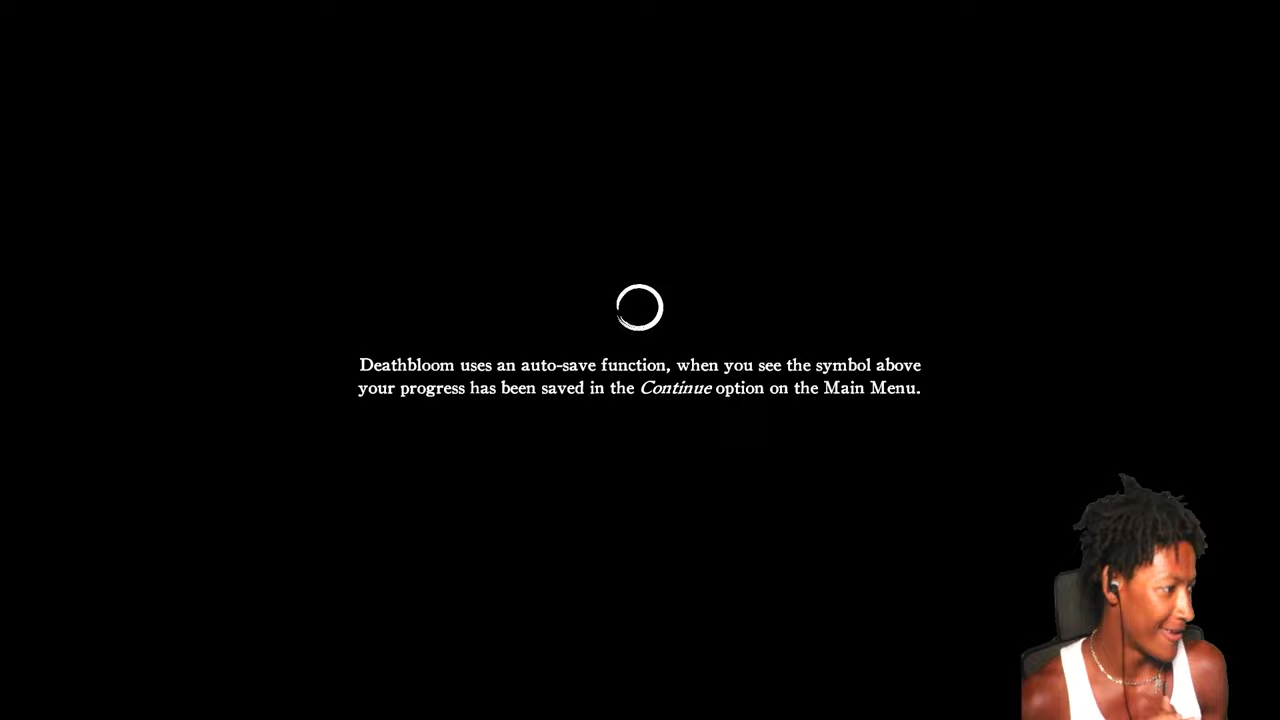 Deathbloom uses an auto-save function, when you see the symbol above
your progress has been saved in the Continue option on the Main Menu.